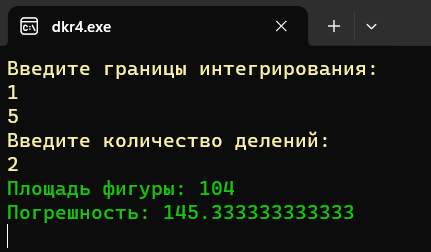 dkr4.exe
Введите границы интегрирования:
1
5
Введите количество делений:
2
Площадь фигуры: 104
Погрешность: 145.333333333333